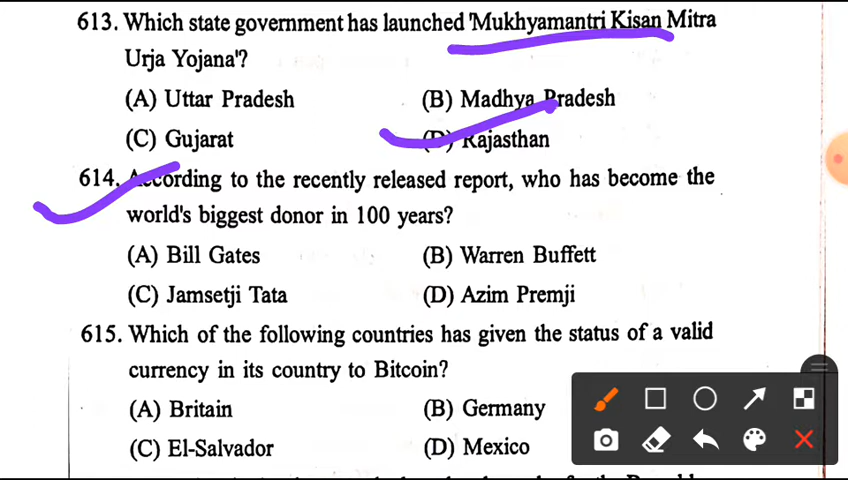 613. Which state government has launched 'Mukhyamantri Kisan Mitra
Urja Yojana'?
(A) Uttar Pradesh (B) Madhya Pradesh
(C) Gujarat (D) Rajasthan
614. According to the recently released report, who has become the
world's biggest donor in 100 years?
(A) Bill Gates (B) Warren Buffett
(C) Jamsetji Tata (D) Azim Premji
615. Which of the following countries has given the status of a valid
currency in its country to Bitcoin?
(A) Britain (B) Germany
(C) El-Salvador (D) Mexico